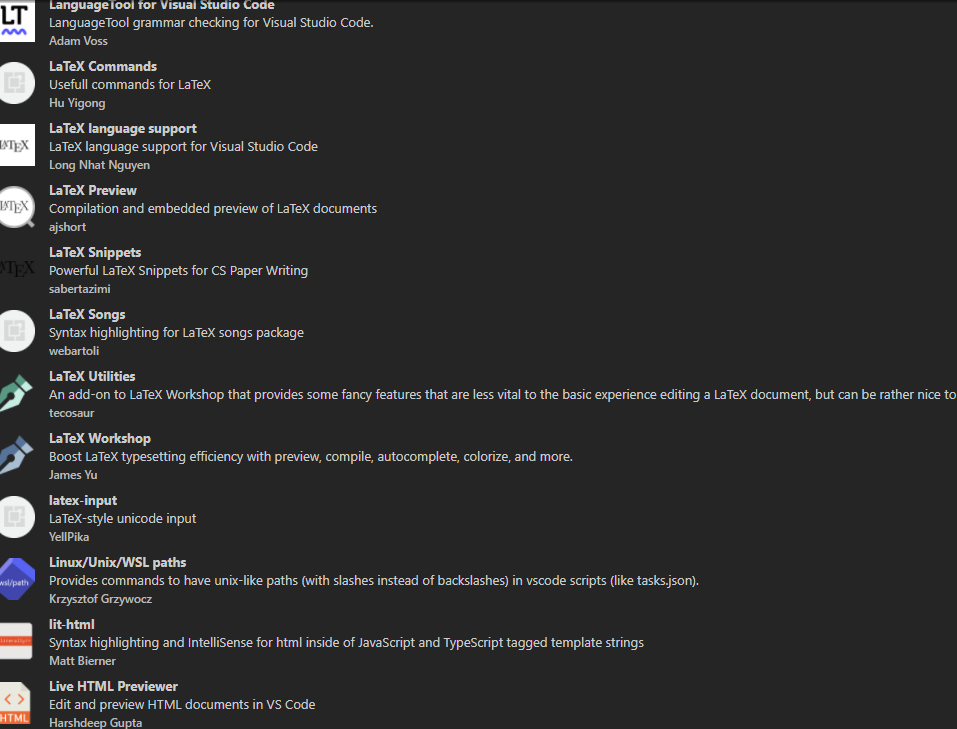 LanguageTool for Visual Studio Code
LanguageTool grammar checking for Visual Studio Code.
Adam Voss
LaTeX Commands
Usefull commands for LaTeX
Hu Yigong
LaTeX language support
LaTeX language support for Visual Studio Code
Long Nhat Nguyen
LaTeX Preview
Compilation and embedded preview of LaTeX documents
ajshort
LaTeX Snippets
Powerful LaTeX Snippets for CS Paper Writing
sabertazimi
LaTeX Songs
Syntax highlighting for LaTeX songs package
webartoli
LaTeX Utilities
An add-on to LaTeX Workshop that provides some fancy features that are less vital to the basic experience editing a LaTeX document, but can be rather nice to
tecosaur
LaTeX Workshop
Boost LaTeX typesetting efficiency with preview, compile, autocomplete, colorize, and more.
James Yu
latex-input
LaTeX-style unicode input
YellPika
wsl/path
Linux/Unix/WSL paths
Provides commands to have unix-like paths (with slashes instead of backslashes) in vscode scripts (like tasks.json).
Krzysztof Grzywocz
lit-html
Syntax highlighting and IntelliSense for html inside of JavaScript and TypeScript tagged template strings
Matt Bierner
HTML
Live HTML Previewer
Edit and preview HTML documents in VS Code
Harshdeep Gupta